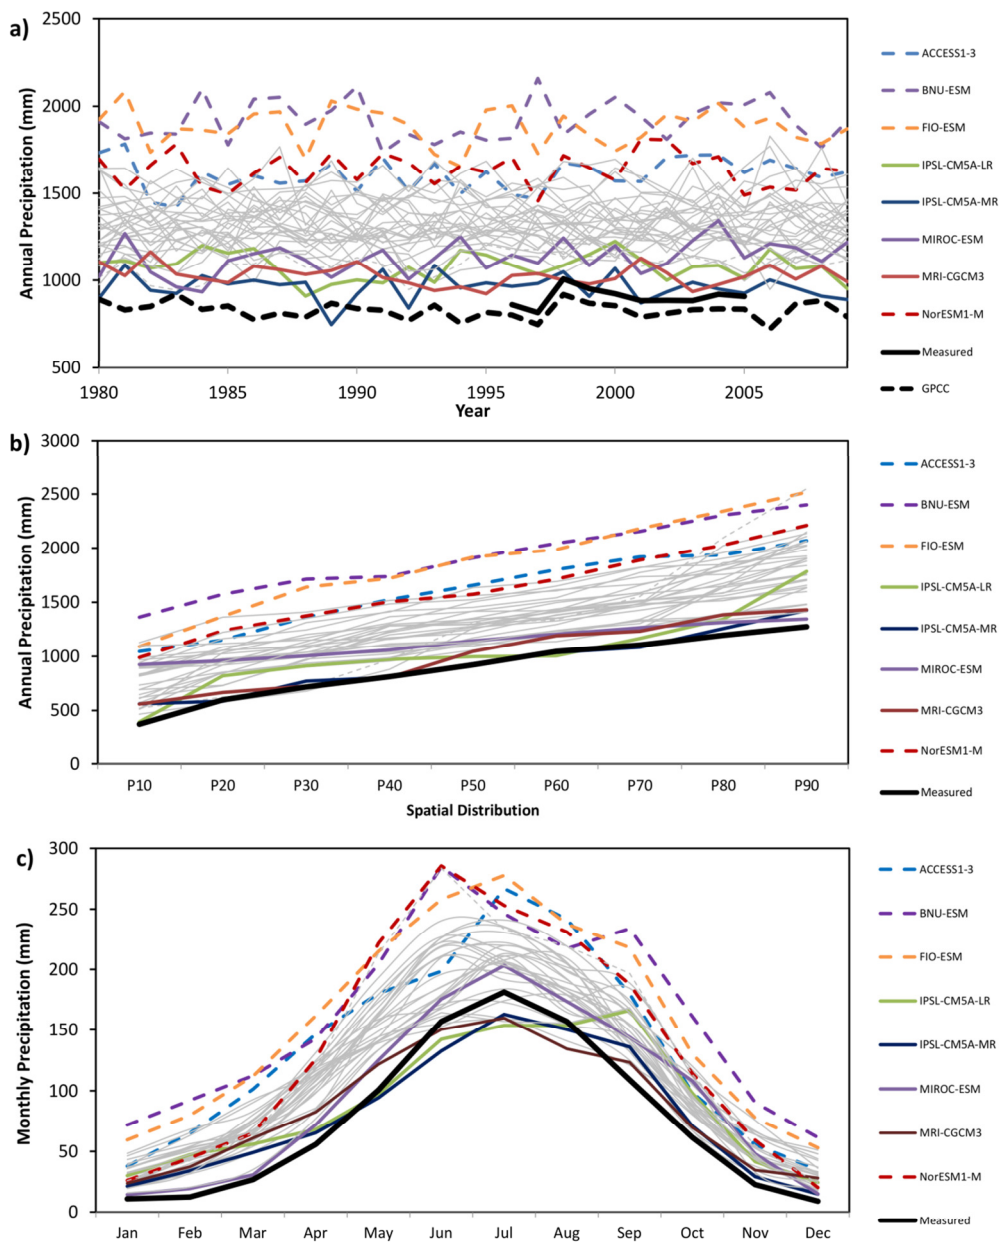 a)
Annual Precipitation (mm)
2500
2000
1500
1000
500
1980
1985
1990
1995
2000
2005
Year
ACCESS1-3
BNU-ESM
FIO-ESM
IPSL-CM5A-LR
IPSL-CM5A-MR
MIROC-ESM
MRI-CGCM3
NorESM1-M
Measured
GPCC
b)
Annual Precipitation (mm)
3000
2500
2000
1500
1000
500
0
P10
P20
P30
P40
P50
P60
P70
P80
P90
Spatial Distribution
ACCESS1-3
BNU-ESM
FIO-ESM
IPSL-CM5A-LR
IPSL-CM5A-MR
MIROC-ESM
MRI-CGCM3
NorESM1-M
Measured
c)
Monthly Precipitation (mm)
300
250
200
150
100
50
0
Jan
Feb
Mar
Apr
May
Jun
Jul
Aug
Sep
Oct
Nov
Dec
ACCESS1-3
BNU-ESM
FIO-ESM
IPSL-CM5A-LR
IPSL-CM5A-MR
MIROC-ESM
MRI-CGCM3
NorESM1-M
Measured